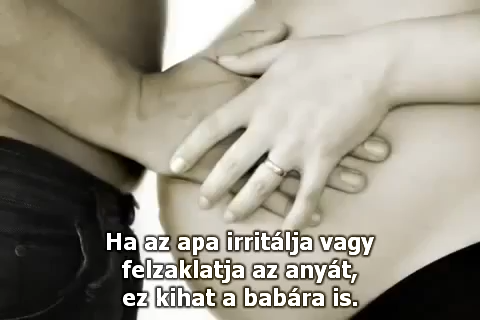 Ha az apa irritálja vagy
felzaklatja az anyát,
ez kihat a babára is.